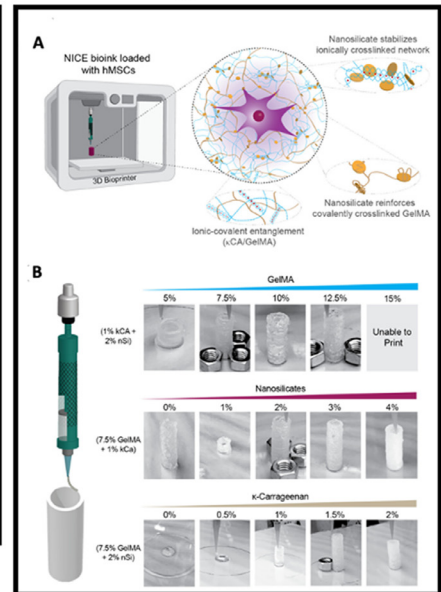 A
NICE bioink loaded
with hMSCs
3D Bioprinter
Nanosilicate stabilizes
ionically crosslinked network
Nanosilicate reinforces
covalently crosslinked GelMA
Ionic-covalent entanglement
(κCA/GelMA)
B
GelMA
5% 7.5% 10% 12.5% 15%
(1% kCA +
2% nSi)
Unable to
Print
Nanosilicates
0% 1% 2% 3% 4%
(7.5% GelMA
+ 1% kCa)
κ-Carrageenan
0% 0.5% 1% 1.5% 2%
(7.5% GelMA
+ 2% nSi)